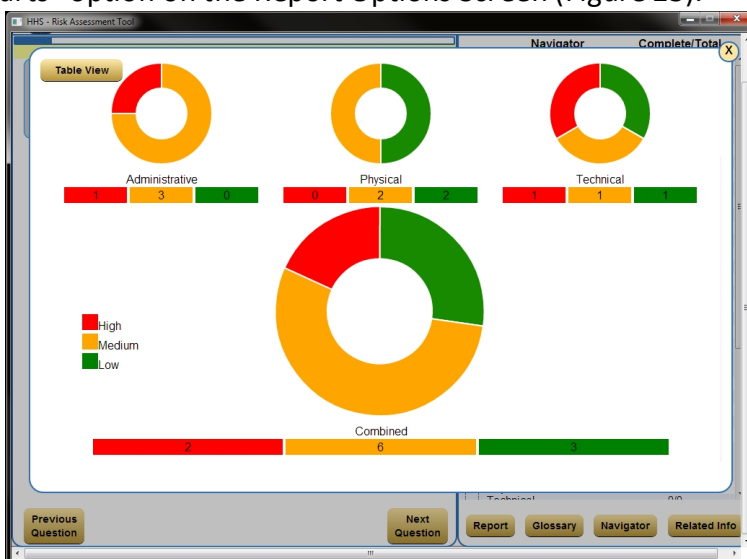 arts" option on the Report Options Screen (Figure 25).
HHS - Risk Assessment Tool
Navigator Complete/Total
X
Table View
Administrative Physical Technical
1 3 0 0 2 2 1 1 1
High
Medium
Low
Combined
2 6 3
Technical 0/0
Previous Question
Next Question
Report Glossary Navigator Related Info